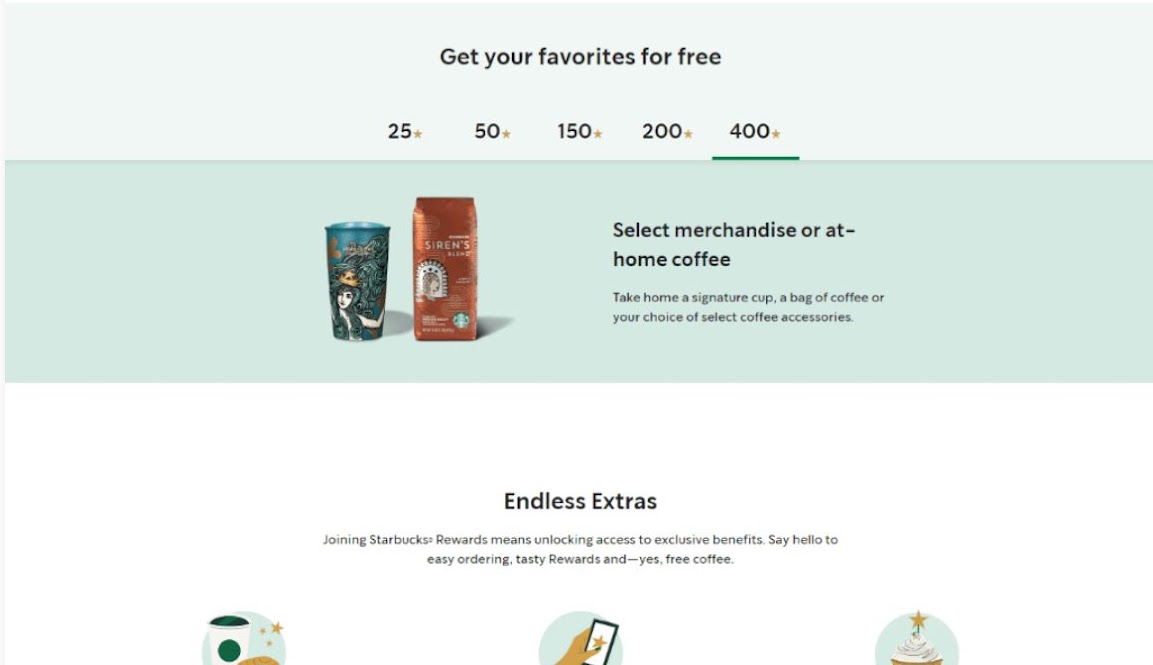 Get your favorites for free
25★ 50★ 150★ 200★ 400★
SIREN'S
BLEND
Select merchandise or at-
home coffee
Take home a signature cup, a bag of coffee or
your choice of select coffee accessories.
Endless Extras
Joining Starbucks® Rewards means unlocking access to exclusive benefits. Say hello to
easy ordering, tasty Rewards and—yes, free coffee.